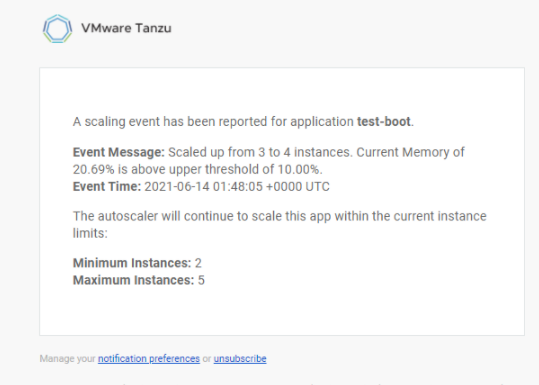 VMware Tanzu
A scaling event has been reported for application test-boot.
Event Message: Scaled up from 3 to 4 instances. Current Memory of
20.69% is above upper threshold of 10.00%.
Event Time: 2021-06-14 01:48:05 +0000 UTC
The autoscaler will continue to scale this app within the current instance
limits:
Minimum Instances: 2
Maximum Instances: 5
Manage your notification preferences or unsubscribe